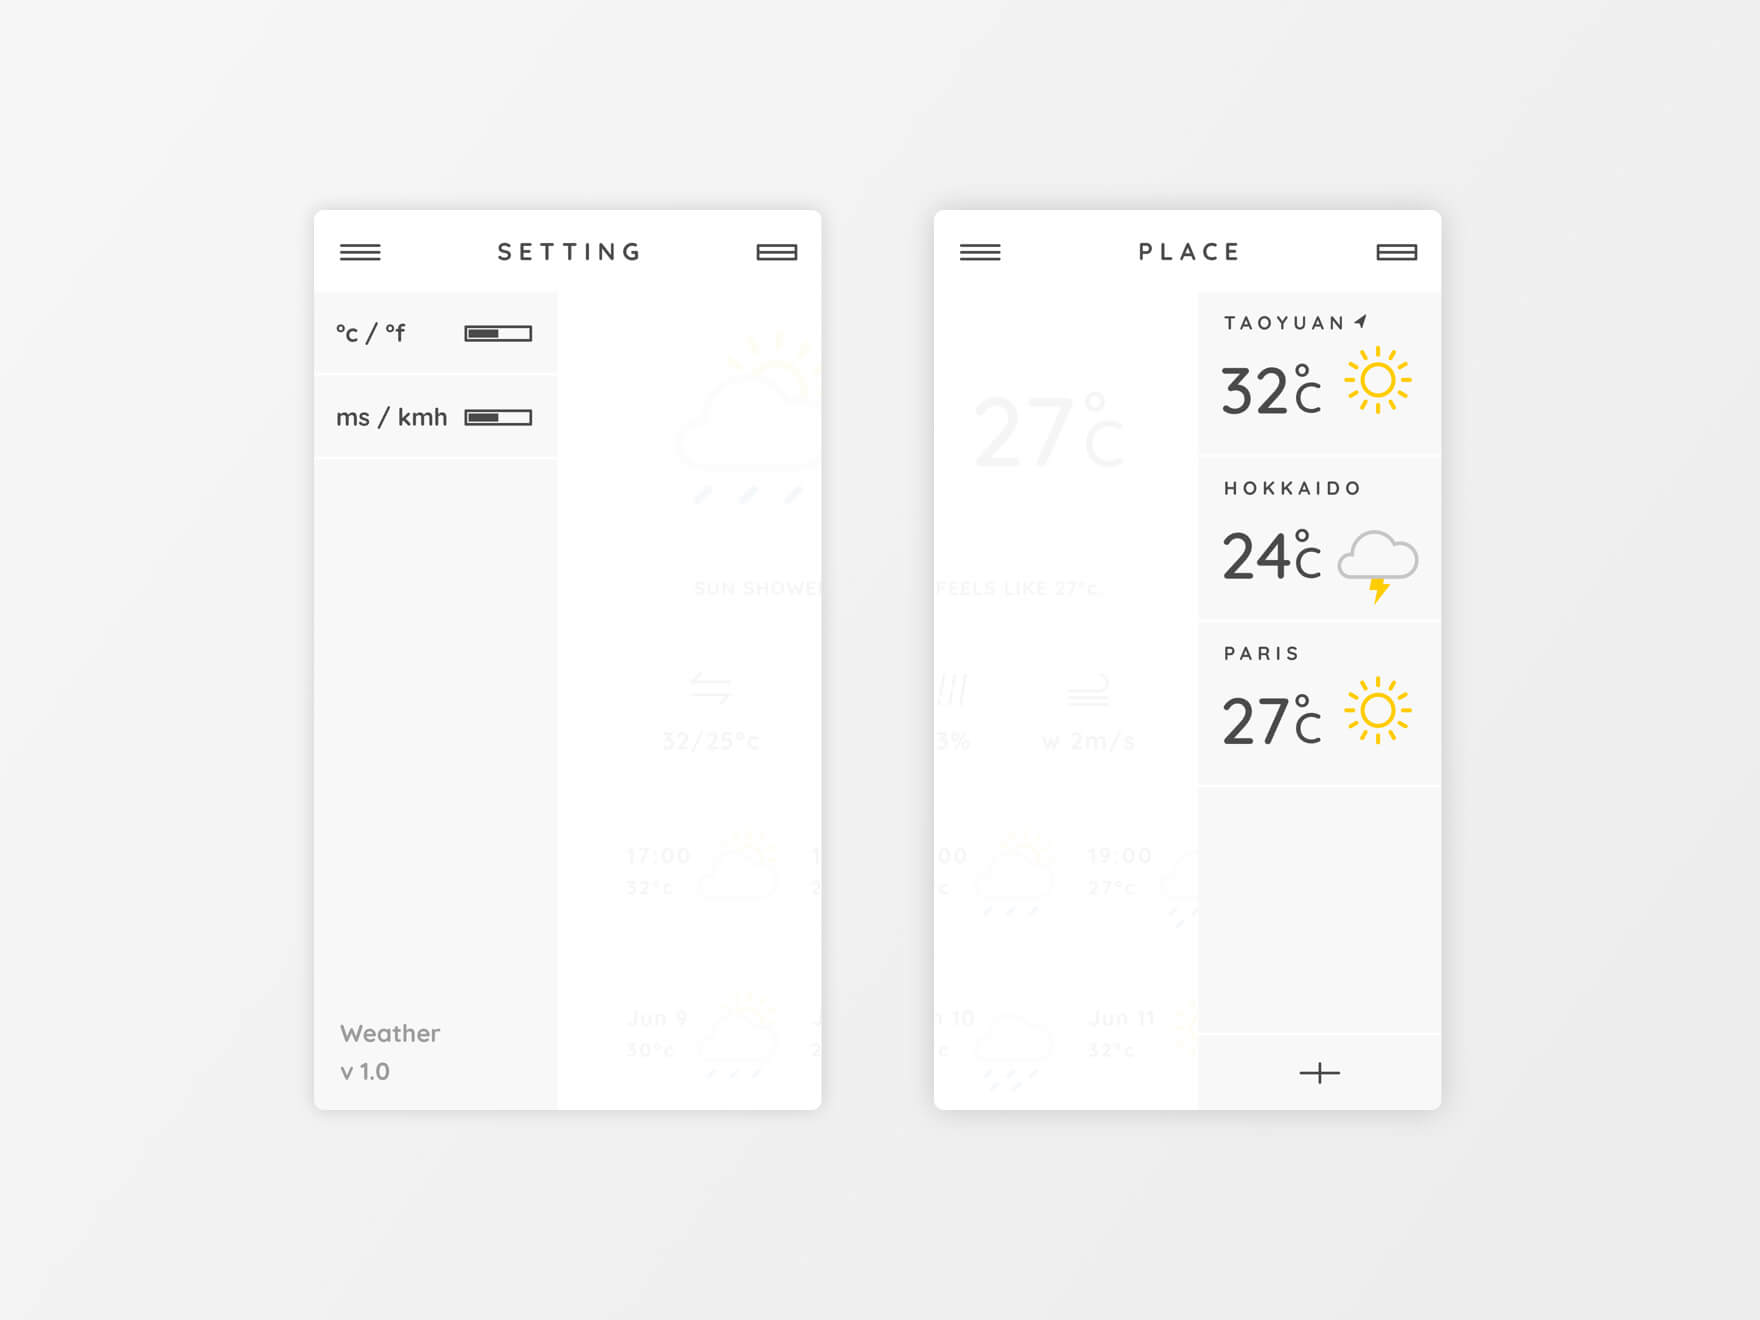 SETTING
°c / °f
ms / kmh
SUN SHOWE
32/25°c
17:00
32°c
Jun 9
30°c
Weather
v 1.0
PLACE
27°C
FEELS LIKE 27°c.
3%
w 2m/s
00
19:00
c
27°c
10
Jun 11
c
32°c
TAOYUAN
32°C
HOKKAIDO
24°C
PARIS
27°C